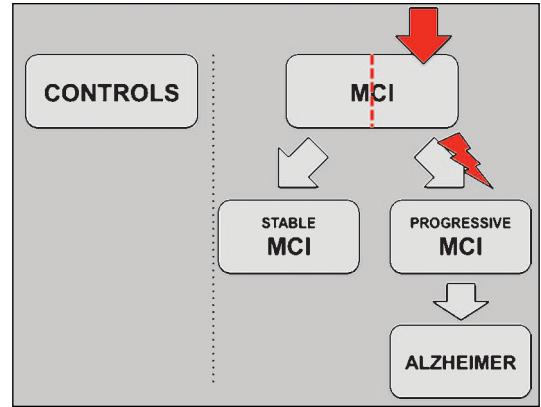 CONTROLS
MCI
STABLE
MCI
PROGRESSIVE
MCI
ALZHEIMER